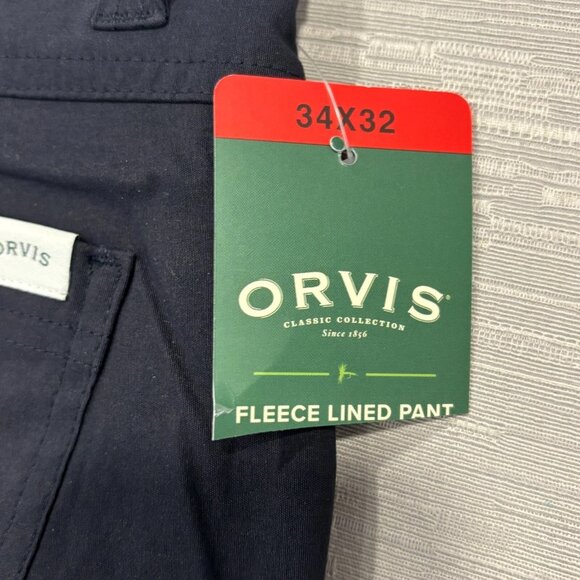 34X32
ORVIS
ORVIS®
CLASSIC COLLECTION
Since 1856
FLEECE LINED PANT